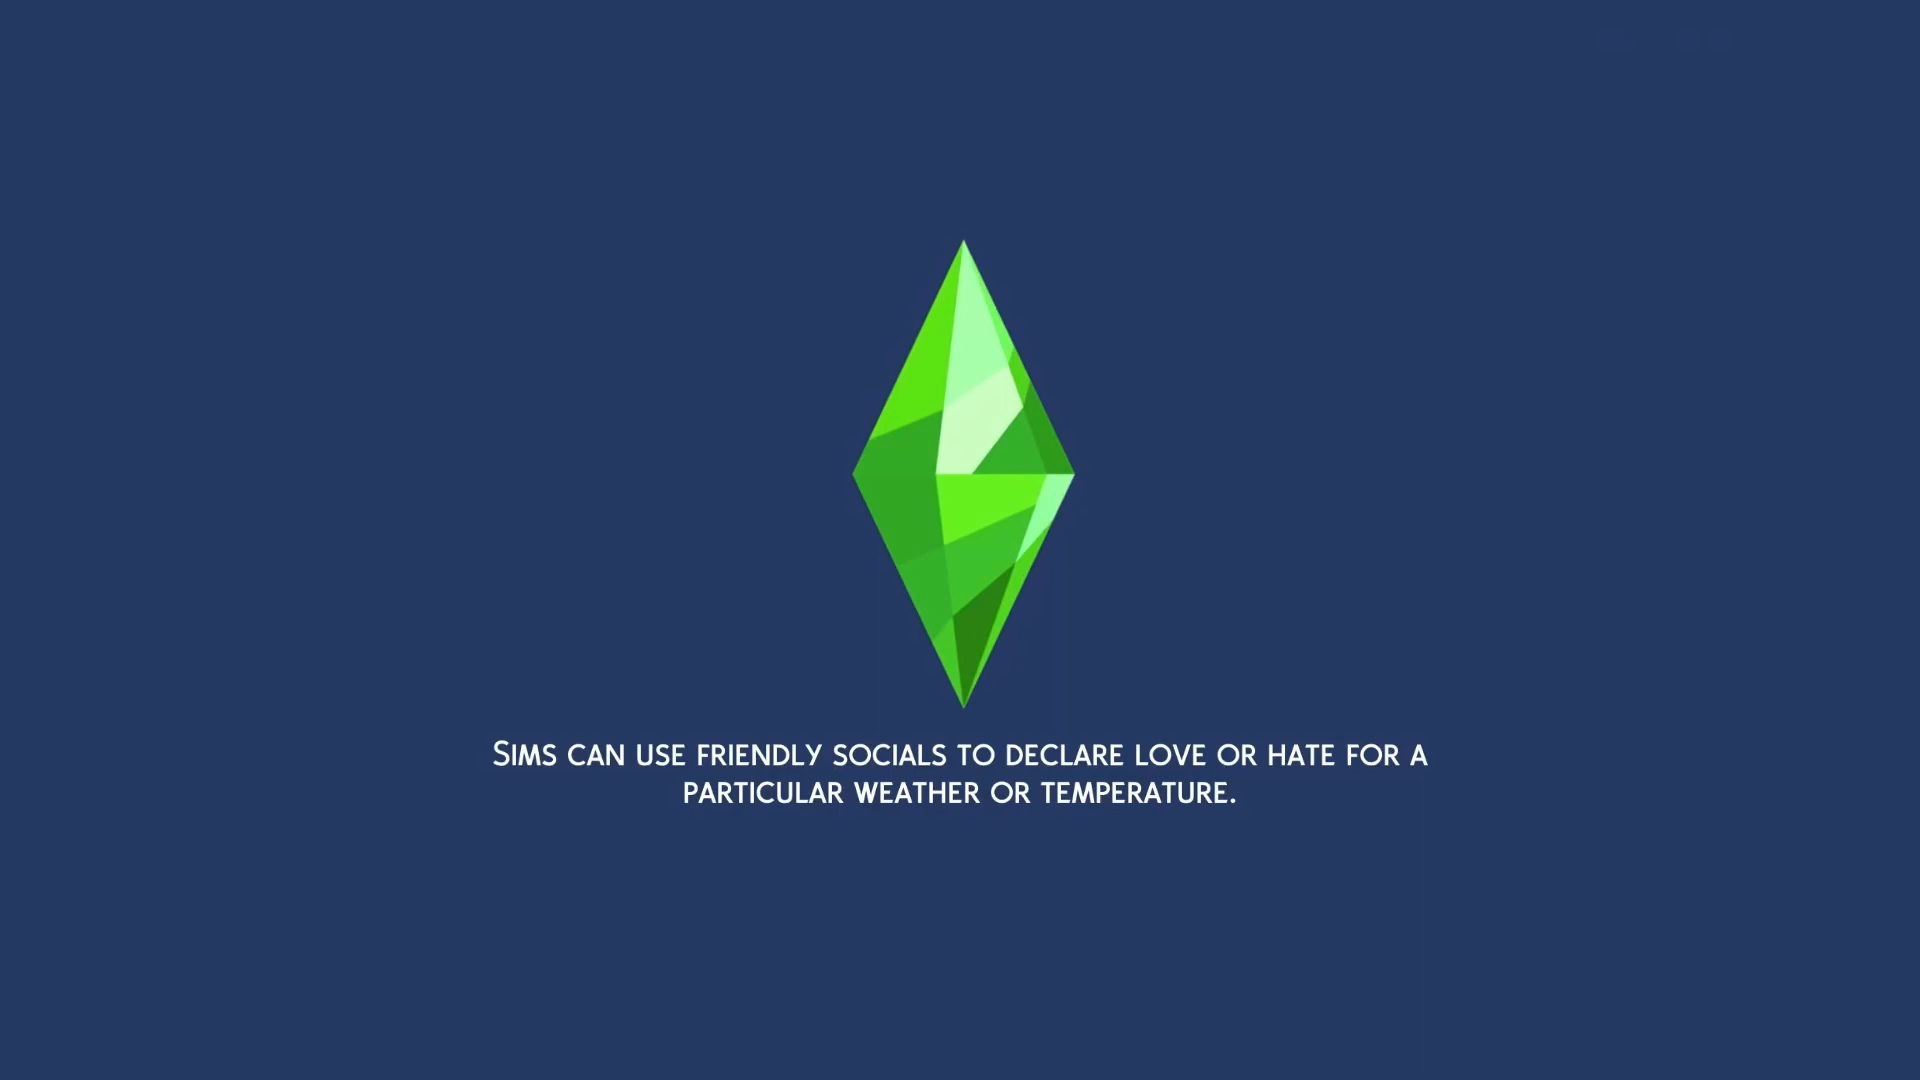 Sims can use friendly socials to declare love or hate for a
particular weather or temperature.